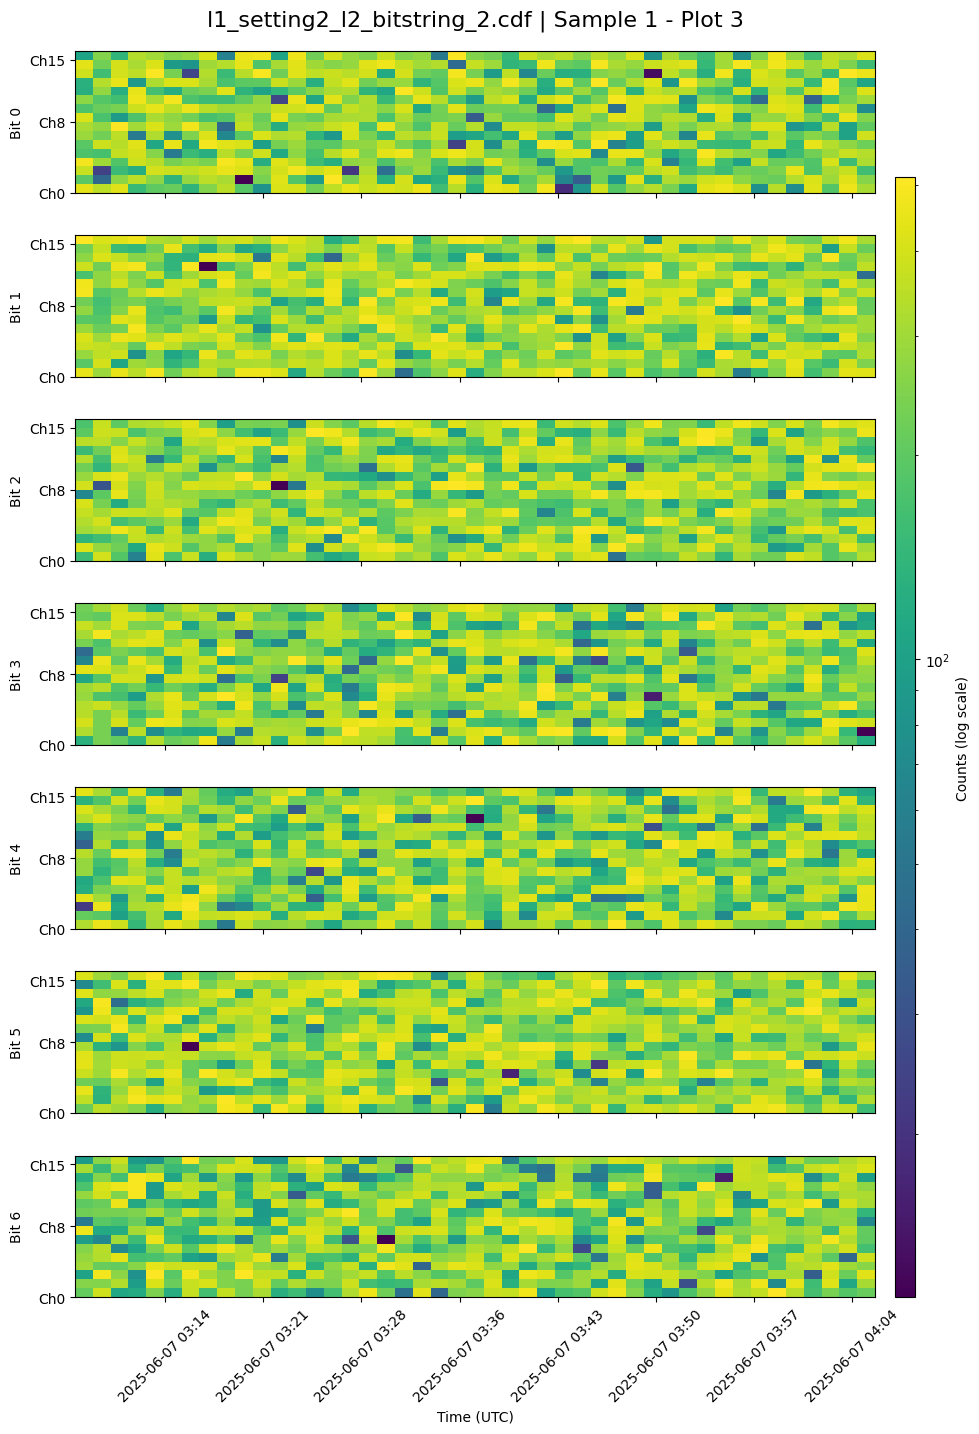 l1_setting2_l2_bitstring_2.cdf | Sample 1 - Plot 3
Ch15
Ch8
Ch0
Bit 0
Ch15
Ch8
Ch0
Bit 1
Ch15
Ch8
Ch0
Bit 2
Ch15
Ch8
Ch0
Bit 3
Ch15
Ch8
Ch0
Bit 4
Ch15
Ch8
Ch0
Bit 5
Ch15
Ch8
Ch0
Bit 6
2025-06-07 03:14
2025-06-07 03:21
2025-06-07 03:28
2025-06-07 03:36
2025-06-07 03:43
2025-06-07 03:50
2025-06-07 03:57
2025-06-07 04:04
Time (UTC)
10²
Counts (log scale)